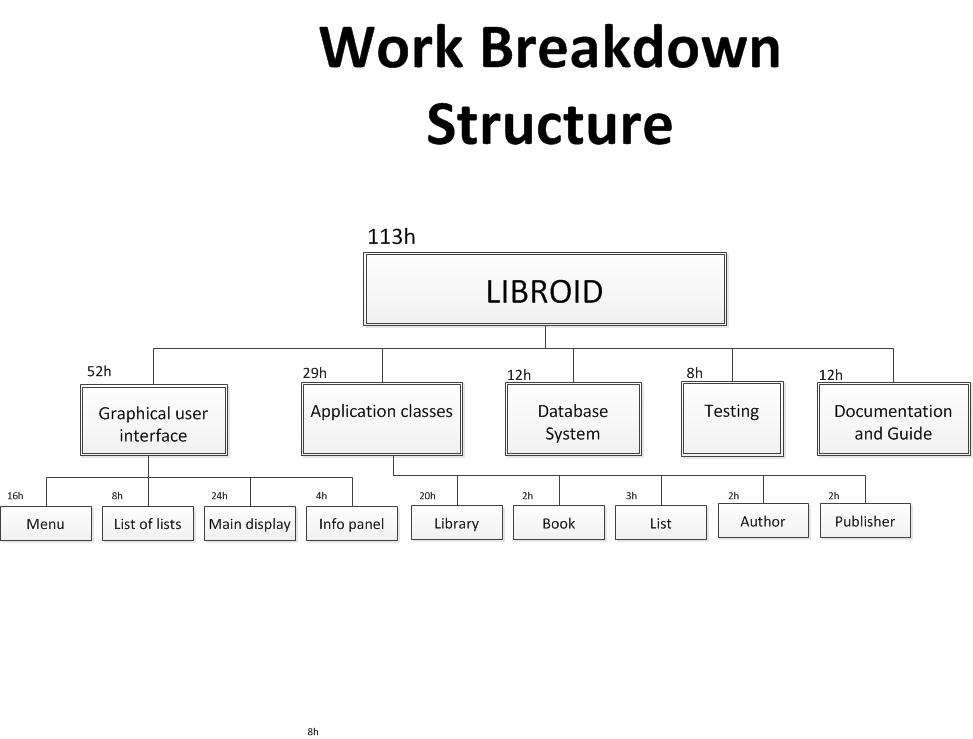 Work Breakdown
Structure
113h
LIBROID
52h
29h
12h
8h
12h
Graphical user
interface
Application classes
Database
System
Testing
Documentation
and Guide
16h
8h
24h
4h
20h
2h
3h
2h
2h
Menu
List of lists
Main display
Info panel
Library
Book
List
Author
Publisher
8h